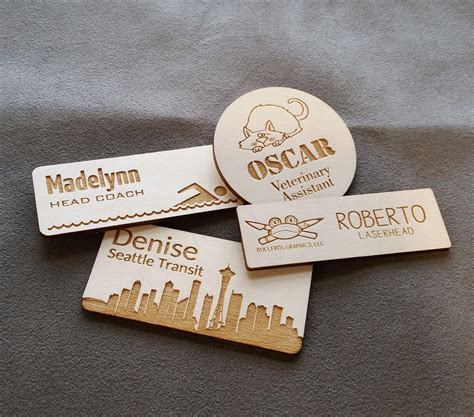 OSCAR
Veterinary
Assistant
Madelynn
HEAD COACH
ROBERTO
LASERHEAD
BULLFROG GRAPHICS, LLC
Denise
Seattle Transit